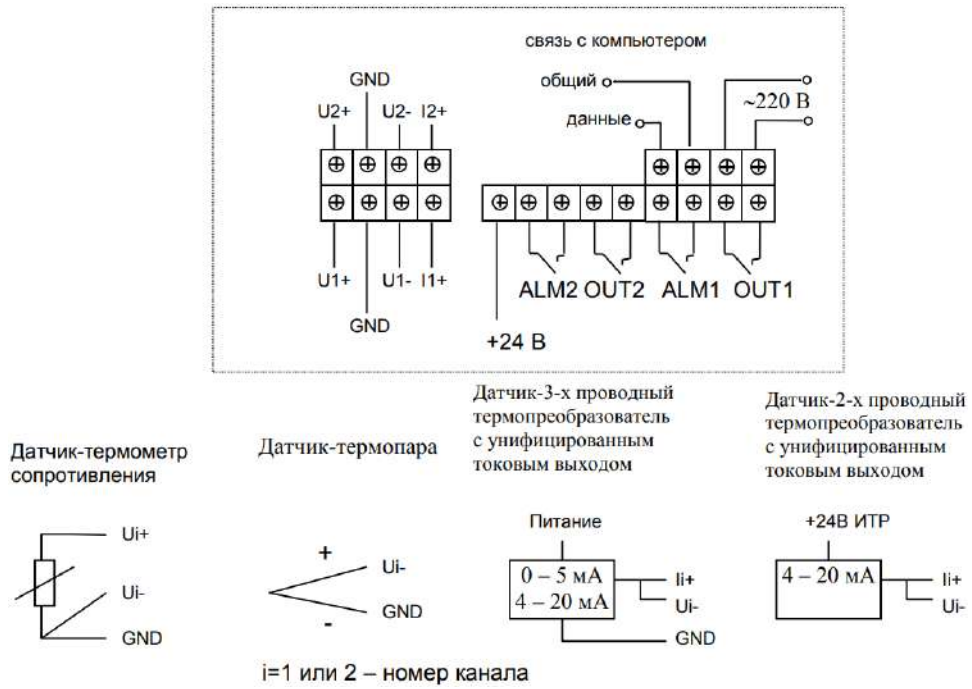 связь с компьютером
GND
общий
U2+ U2- I2+
~220 В
данные
U1+ U1- I1+
GND
ALM2 OUT2 ALM1 OUT1
+24 В
Датчик-термометр
сопротивления
Датчик-термопара
Датчик-3-х проводный
термопреобразователь
с унифицированным
токовым выходом
Датчик-2-х проводный
термопреобразователь
с унифицированным
токовым выходом
Ui+
Ui-
GND
+
Ui-
GND
-
Питание
0 – 5 мА
4 – 20 мА
Ii+
Ui-
GND
+24В ИТР
4 – 20 мА
Ii+
Ui-
i=1 или 2 – номер канала